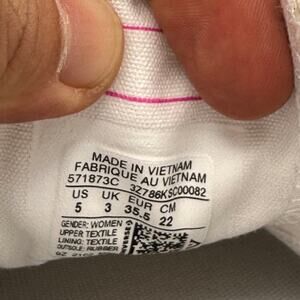 MADE IN VIETNAM
FABRIQUE AU VIETNAM
571873C 3Z786KSC00082
US UK EUR CM
5 3 35.5 22
GENDER: WOMEN
UPPER: TEXTILE
LINING: TEXTILE
OUTSOLE: RUBBER